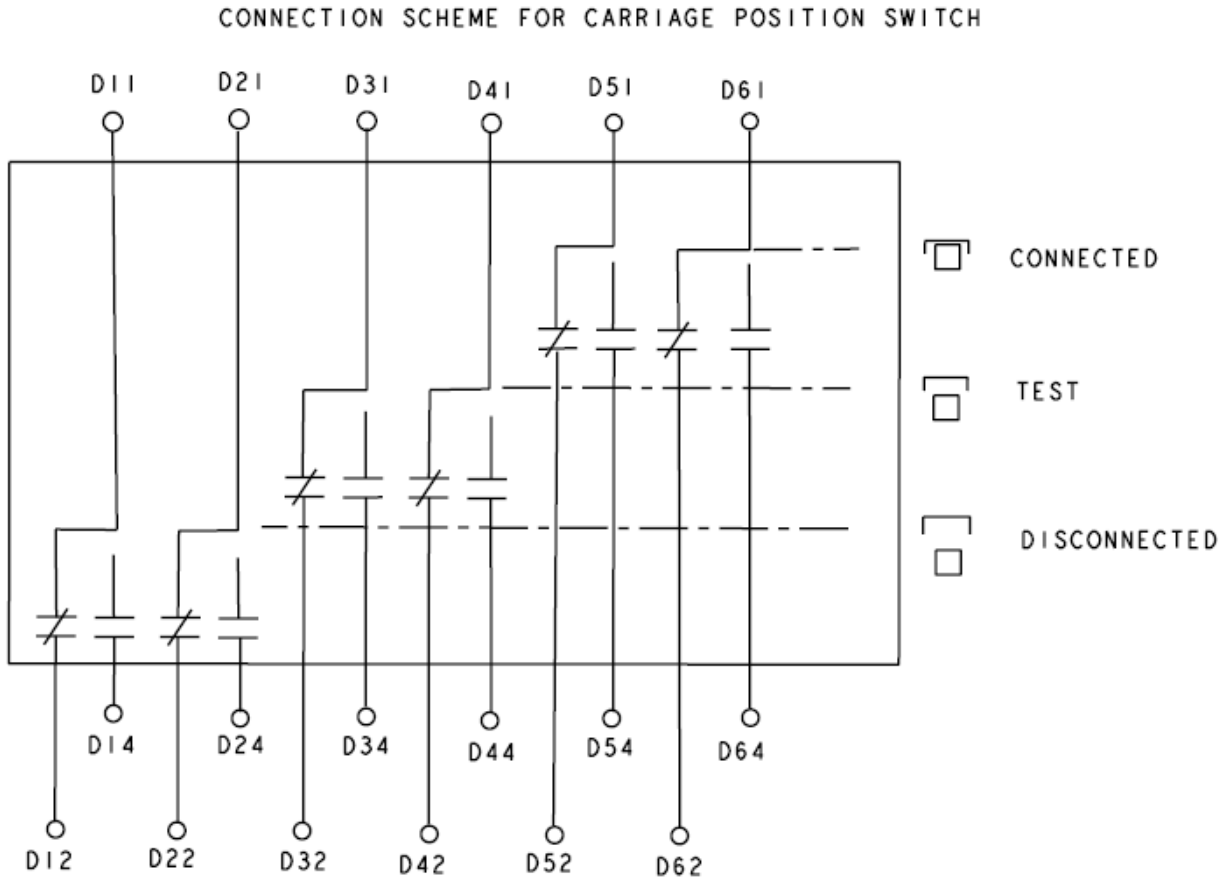 CONNECTION SCHEME FOR CARRIAGE POSITION SWITCH
D11 D21 D31 D41 D51 D61
CONNECTED
TEST
DISCONNECTED
D14 D24 D34 D44 D54 D64
D12 D22 D32 D42 D52 D62